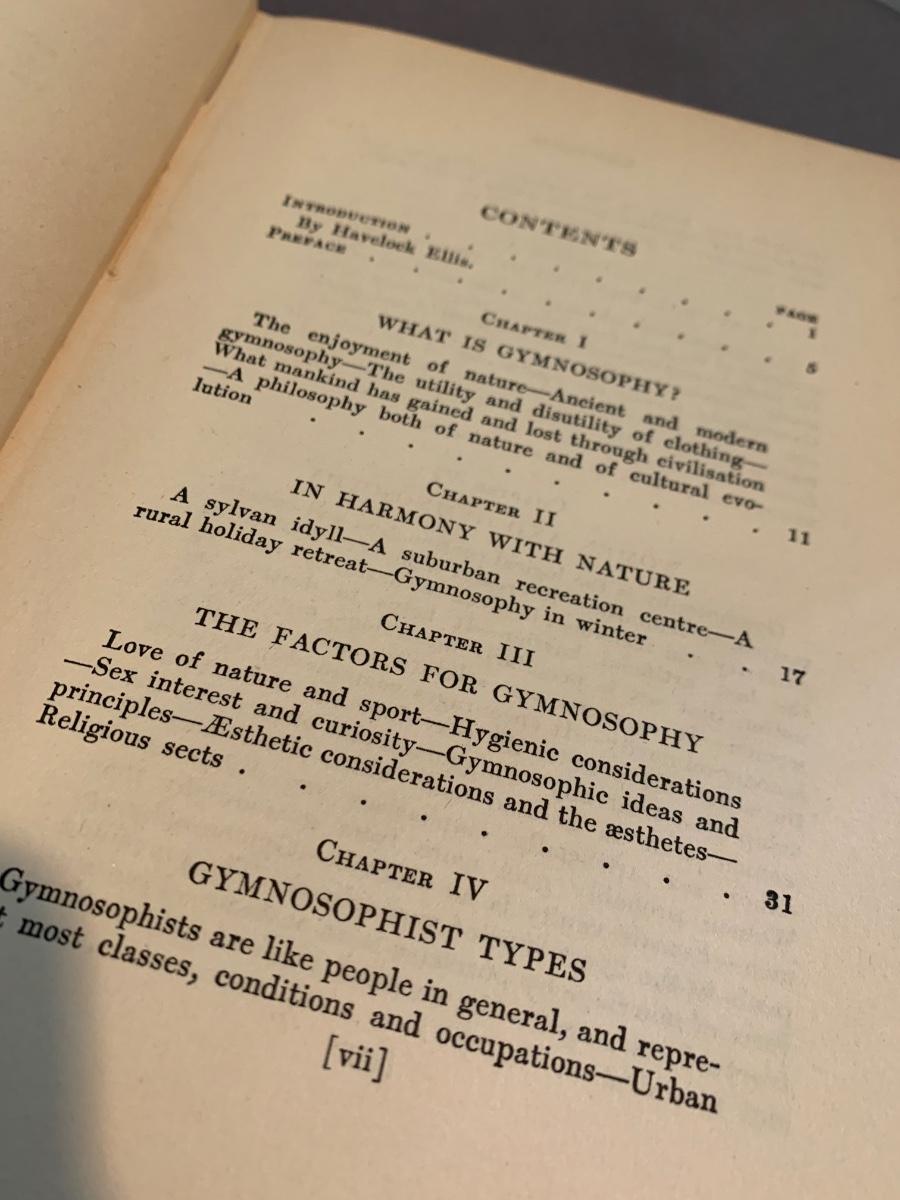 CONTENTS
PAGE
INTRODUCTION . . . . . . . . . 1
By Havelock Ellis.
PREFACE . . . . . . . . . . . 5
CHAPTER I
WHAT IS GYMNOSOPHY?
The enjoyment of nature—Ancient and modern
gymnosophy—The utility and disutility of clothing—
What mankind has gained and lost through civilisation
—A philosophy both of nature and of cultural evo-
lution . . . . . . . . . . 11
CHAPTER II
IN HARMONY WITH NATURE
A sylvan idyll—A suburban recreation centre—A
rural holiday retreat—Gymnosophy in winter . . 17
CHAPTER III
THE FACTORS FOR GYMNOSOPHY
Love of nature and sport—Hygienic considerations
—Sex interest and curiosity—Gymnosophic ideas and
principles—Æsthetic considerations and the æsthetes—
Religious sects . . . . . . . . . 31
CHAPTER IV
GYMNOSOPHIST TYPES
Gymnosophists are like people in general, and repre-
most classes, conditions and occupations—Urban
[vii]